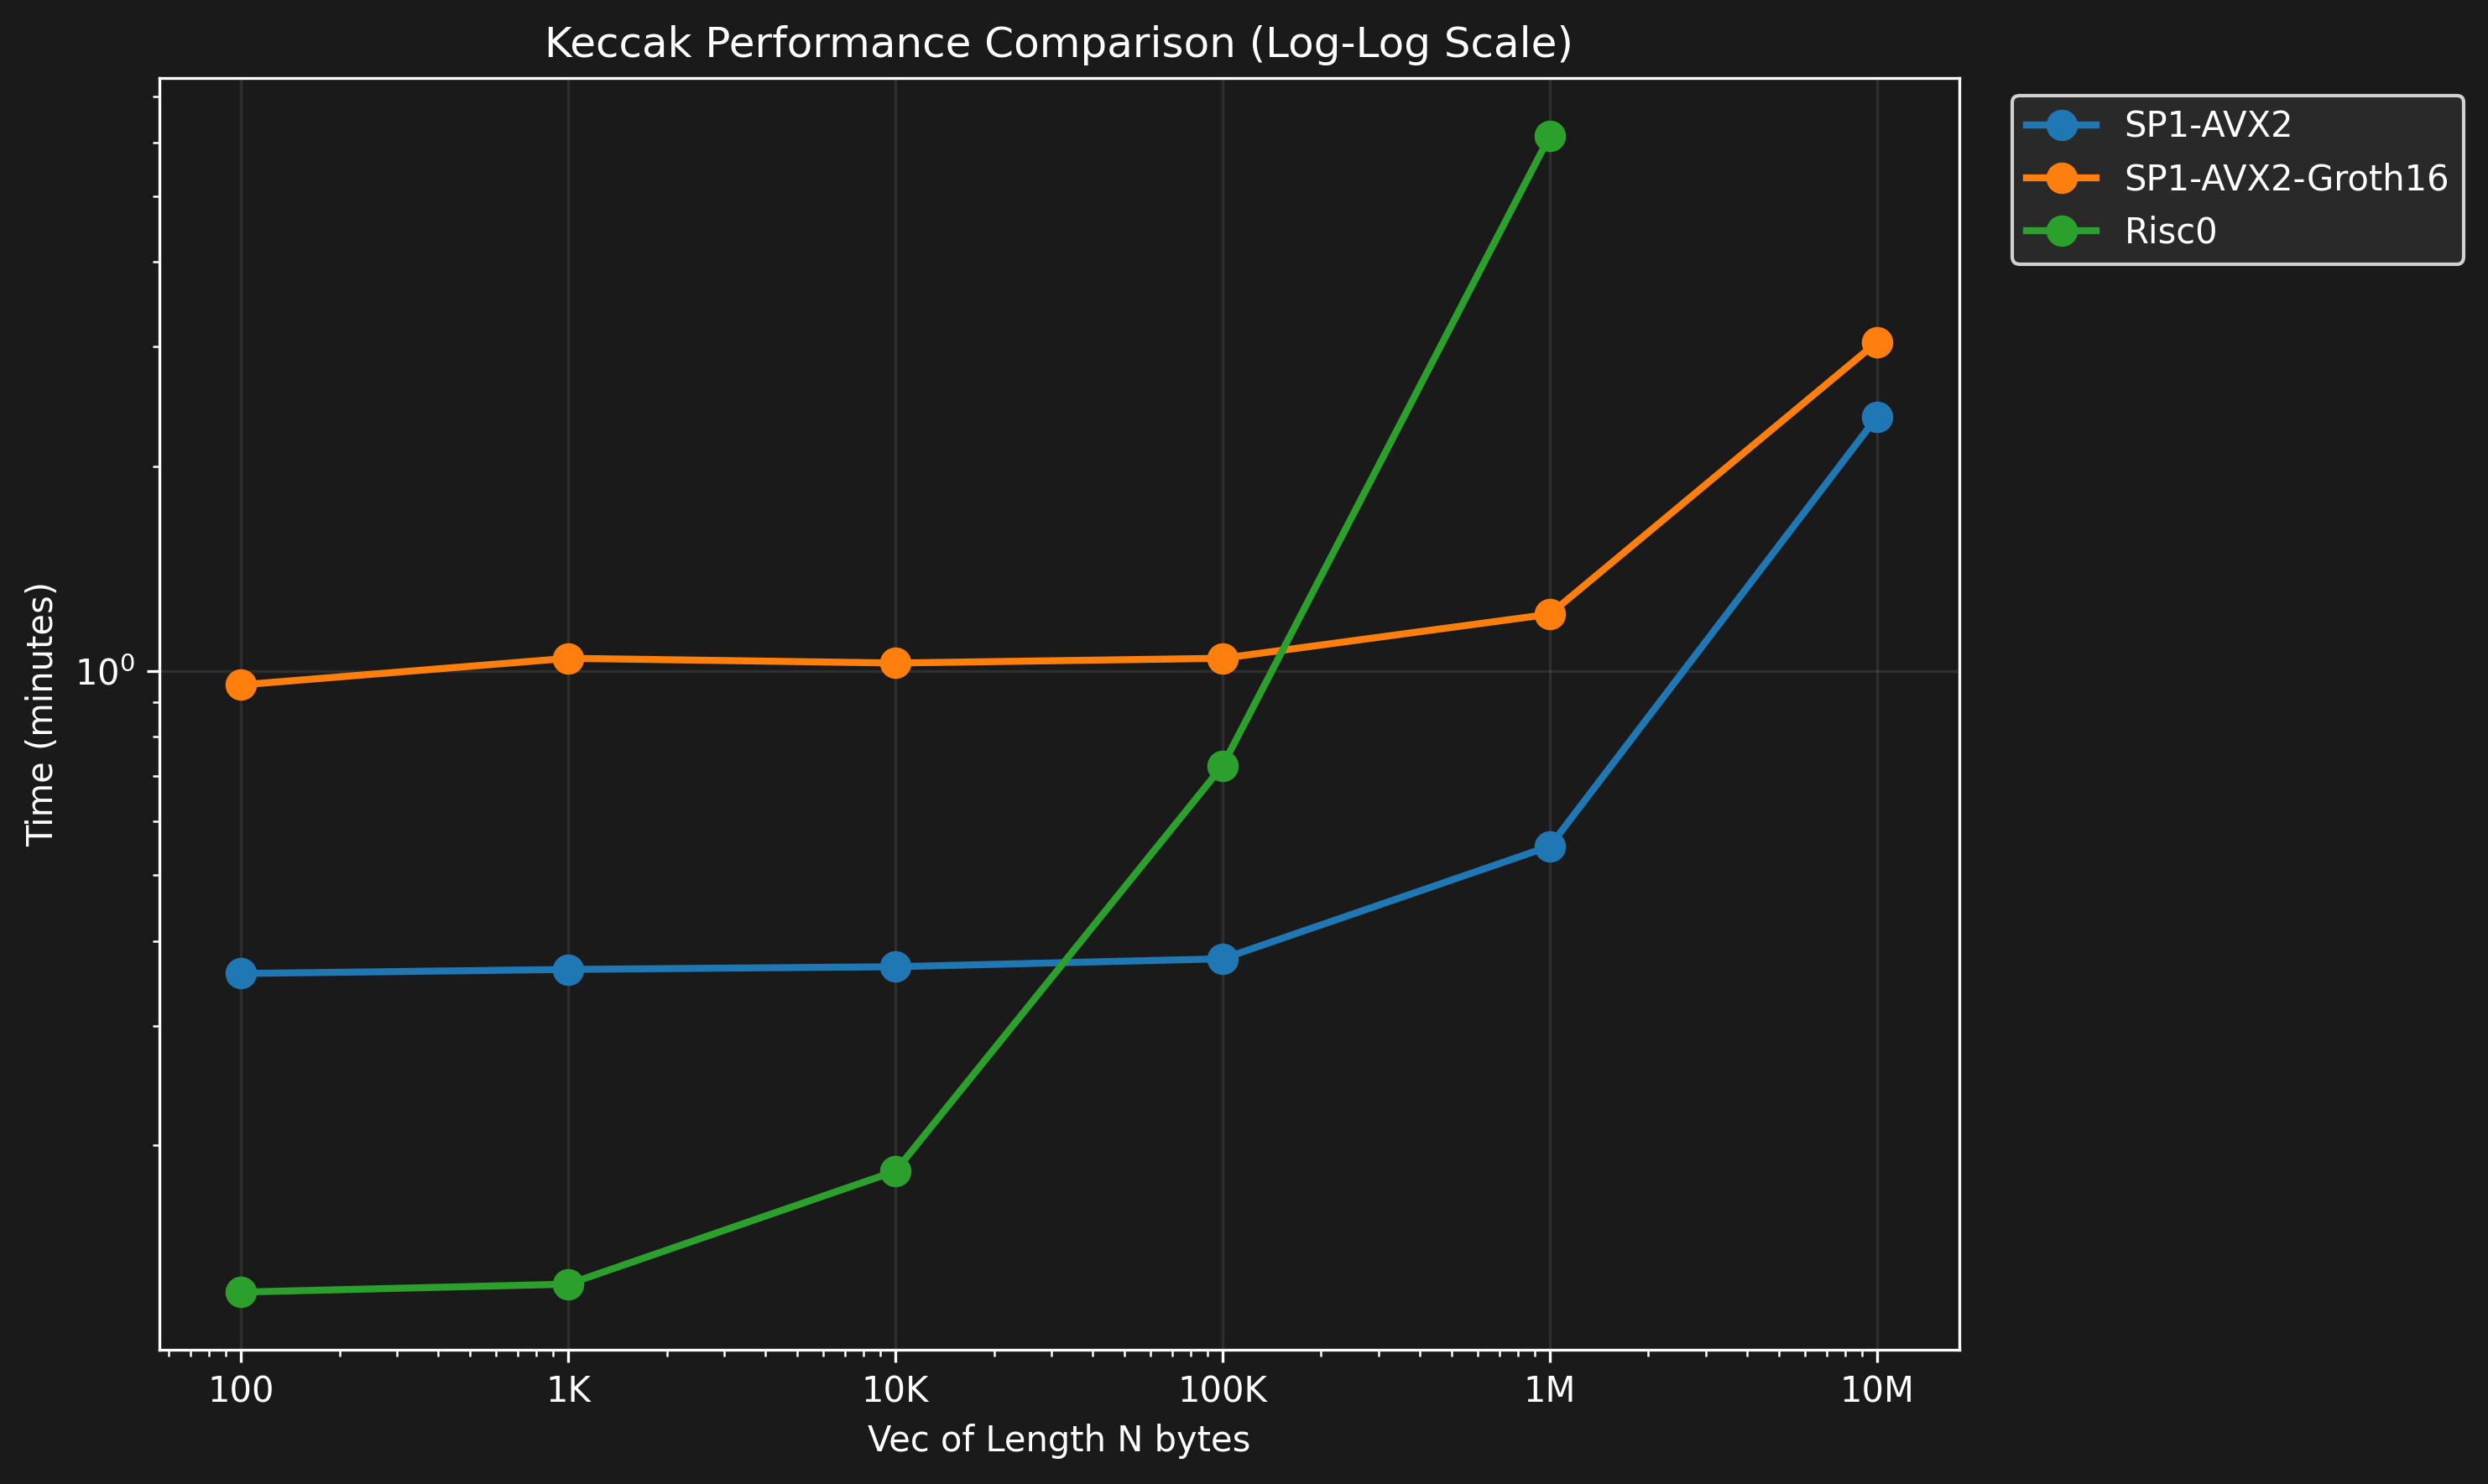 Keccak Performance Comparison (Log-Log Scale)
SP1-AVX2
SP1-AVX2-Groth16
Risc0
Time (minutes)
10⁰
100 1K 10K 100K 1M 10M
Vec of Length N bytes